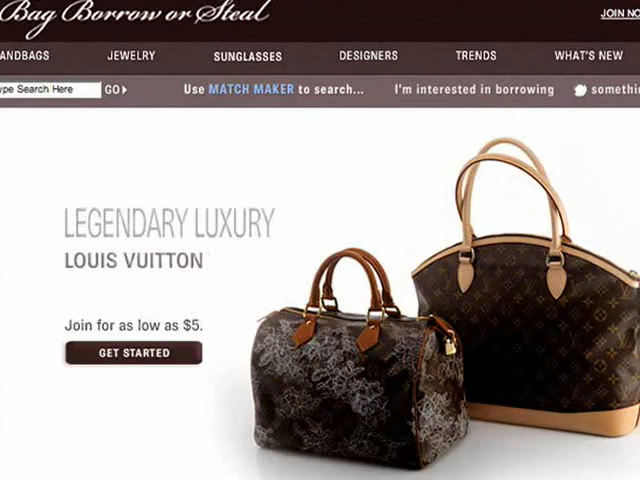 Bag Borrow or Steal
JOIN NO
ANDBAGS JEWELRY SUNGLASSES DESIGNERS TRENDS WHAT'S NEW
ype Search Here GO Use MATCH MAKER to search... I'm interested in borrowing somethin
LEGENDARY LUXURY
LOUIS VUITTON
Join for as low as $5.
GET STARTED